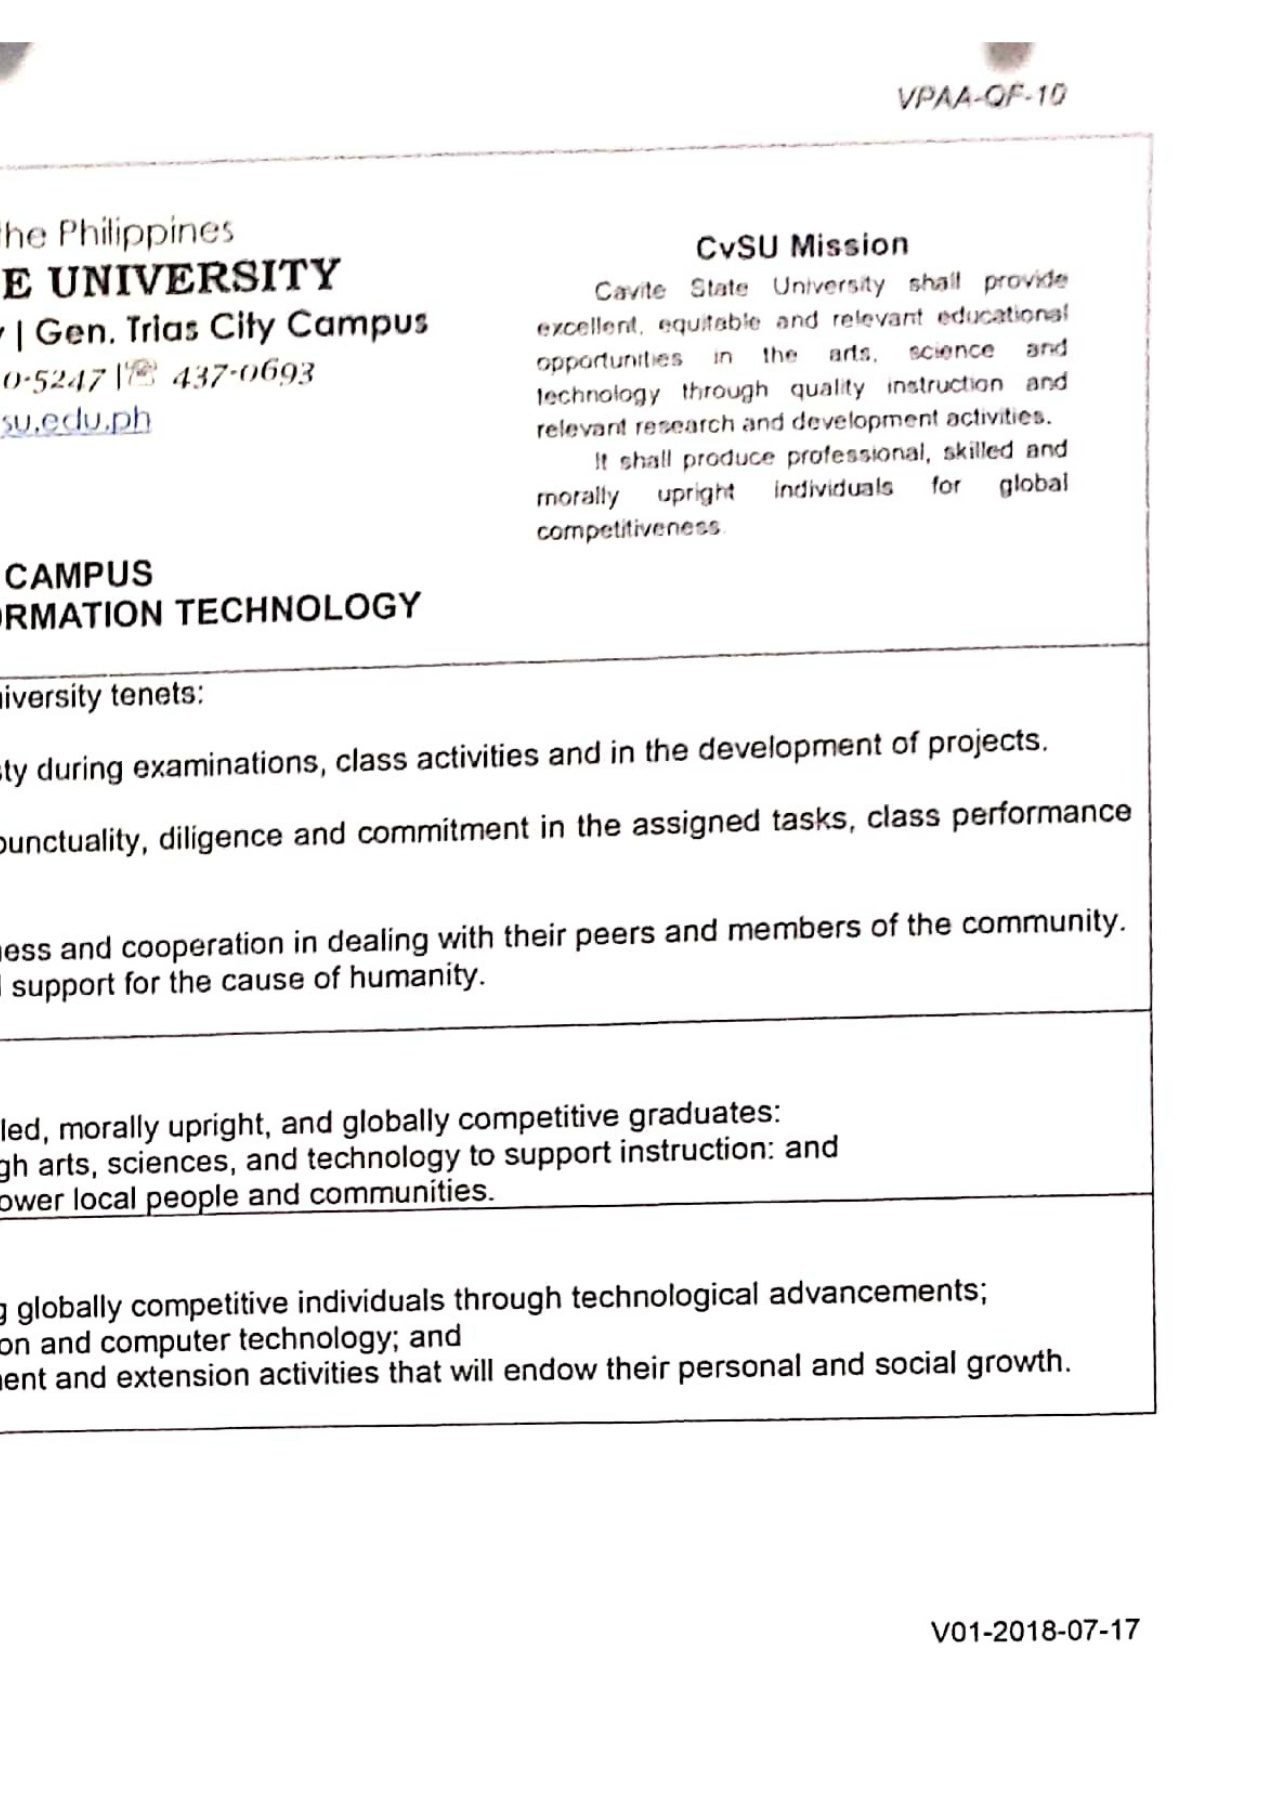 VPAA-QF-10
he Philippines
E UNIVERSITY
| Gen. Trias City Campus
0-5247 |☏ 437-0693
su.edu.ph
CvSU Mission
Cavite State University shall provide
excellent, equitable and relevant educational
opportunities in the arts, science and
technology through quality instruction and
relevant research and development activities.
It shall produce professional, skilled and
morally upright individuals for global
competitiveness.
CAMPUS
RMATION TECHNOLOGY
iversity tenets:
ty during examinations, class activities and in the development of projects.
punctuality, diligence and commitment in the assigned tasks, class performance
ess and cooperation in dealing with their peers and members of the community.
support for the cause of humanity.
led, morally upright, and globally competitive graduates:
gh arts, sciences, and technology to support instruction: and
ower local people and communities.
g globally competitive individuals through technological advancements;
on and computer technology; and
ent and extension activities that will endow their personal and social growth.
V01-2018-07-17